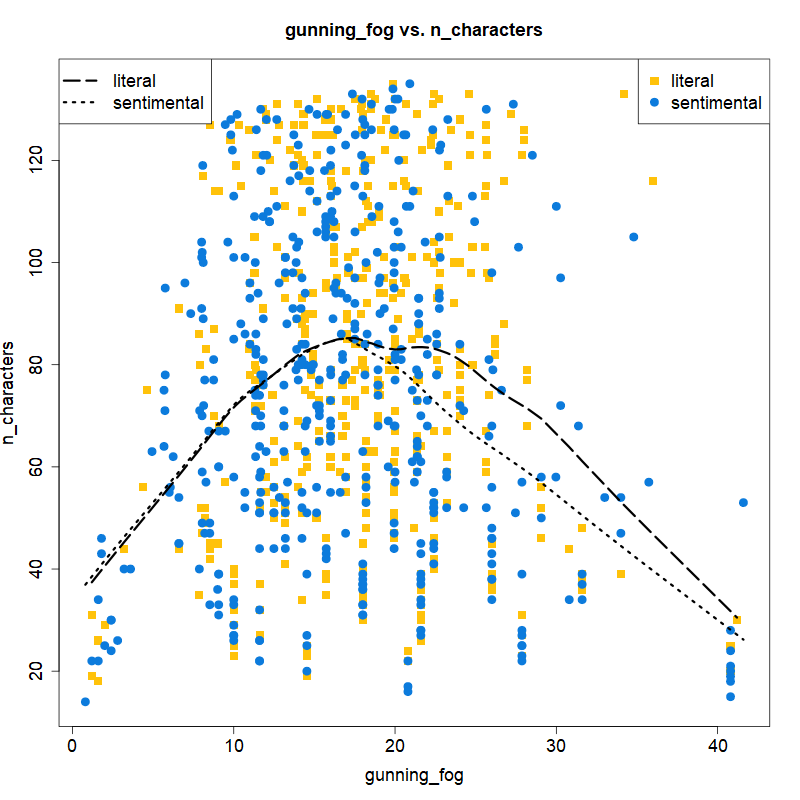 gunning_fog vs. n_characters
literal
sentimental
literal
sentimental
n_characters
120
100
80
60
40
20
0 10 20 30 40
gunning_fog